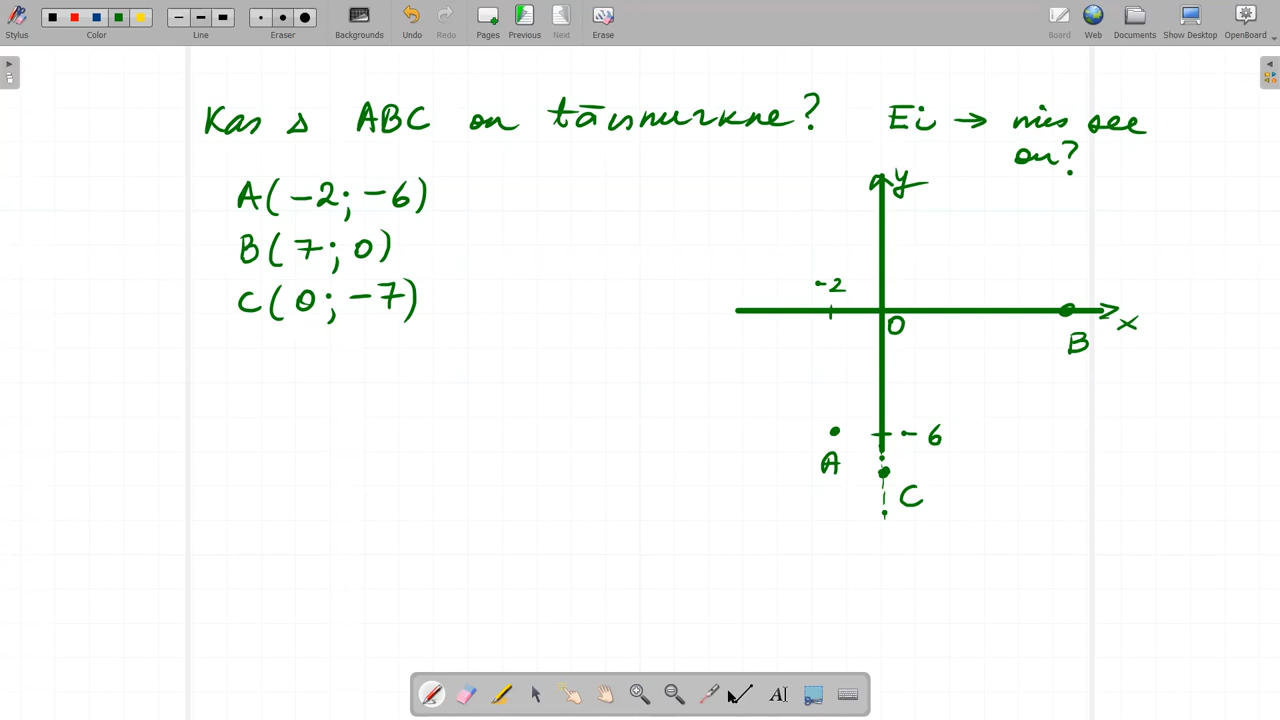 Stylus
Color
Line
Eraser
Backgrounds
Undo
Redo
Pages
Previous
Next
Erase
Board
Web
Documents
Show Desktop
OpenBoard
Kas △ ABC on täisnurkne? Ei → mis see
on?
A(-2; -6)
B(7; 0)
C(0; -7)
y
-2
0
x
B
-6
A
C